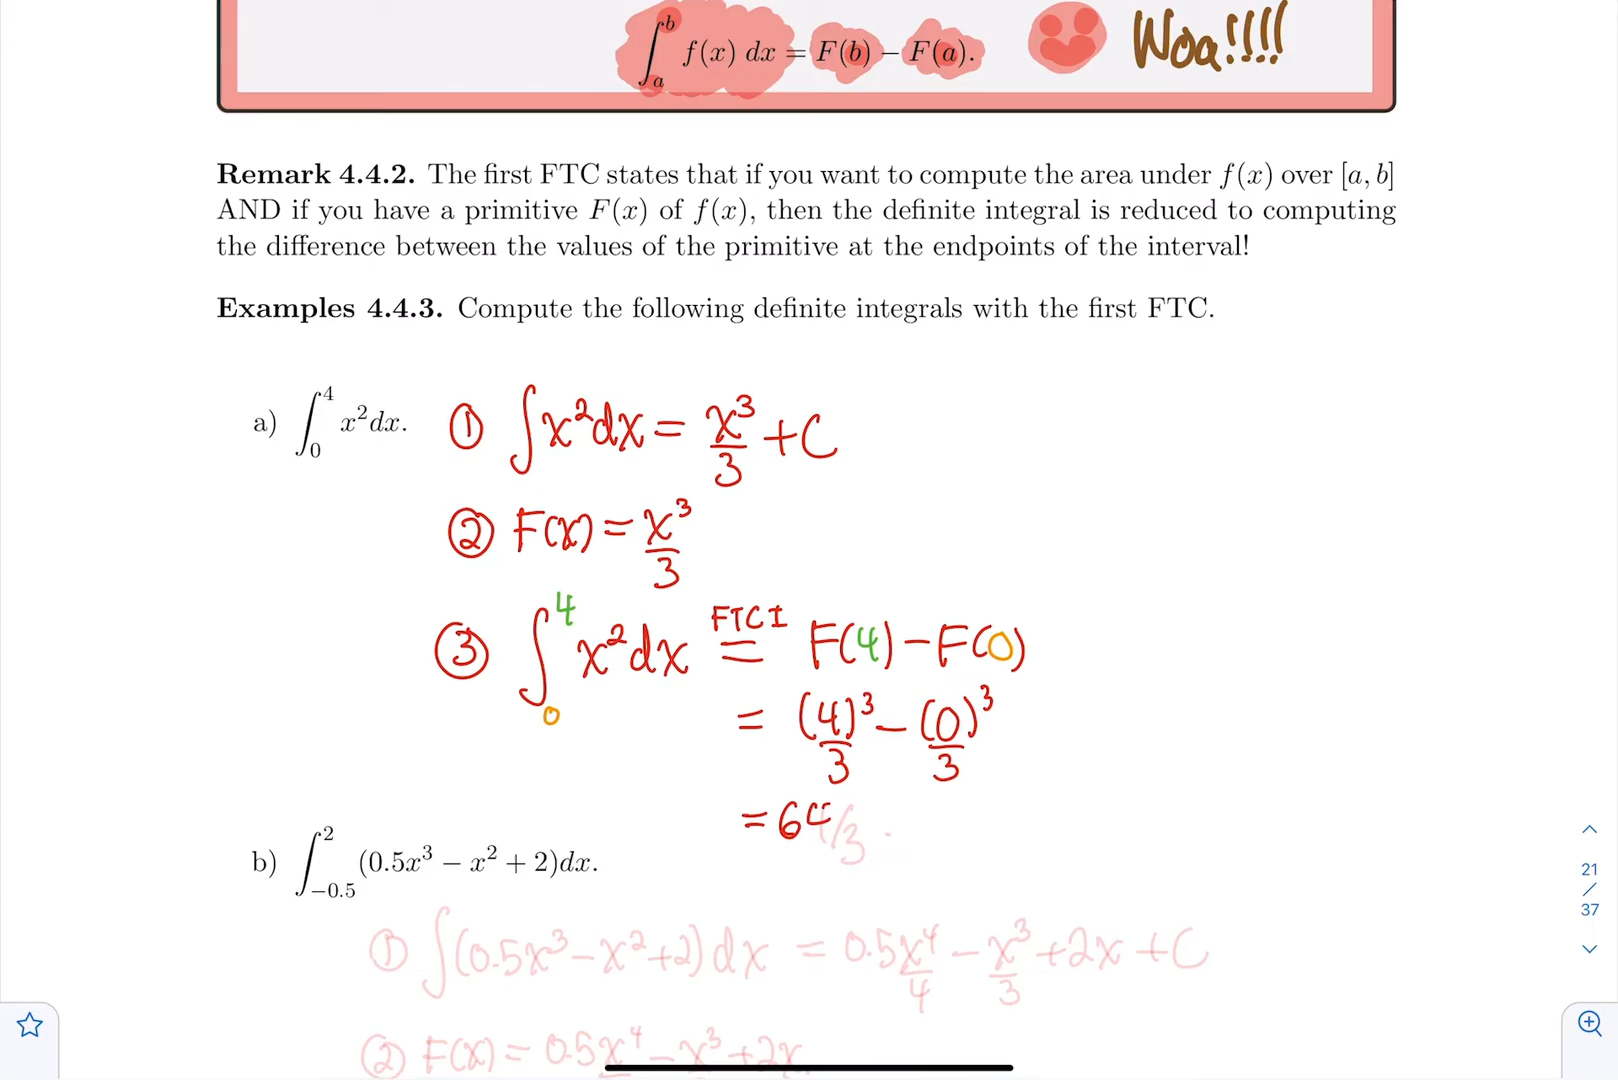 ∫_a^b f(x) dx = F(b) − F(a). Woa!!!!
Remark 4.4.2. The first FTC states that if you want to compute the area under f(x) over [a, b]
AND if you have a primitive F(x) of f(x), then the definite integral is reduced to computing
the difference between the values of the primitive at the endpoints of the interval!
Examples 4.4.3. Compute the following definite integrals with the first FTC.
a) ∫_0^4 x²dx. ① ∫x²dx = x³/3 + C
② F(x) = x³/3
③ ∫_0^4 x²dx = FTC I F(4) − F(0)
= (4)³/3 − (0)³/3
= 64/3.
b) ∫_{−0.5}^2 (0.5x³ − x² + 2)dx.
① ∫(0.5x³ − x² + 2)dx = 0.5x⁴/4 − x³/3 + 2x + C
② F(x) = 0.5x⁴ − x³ + 2x
21
/
37